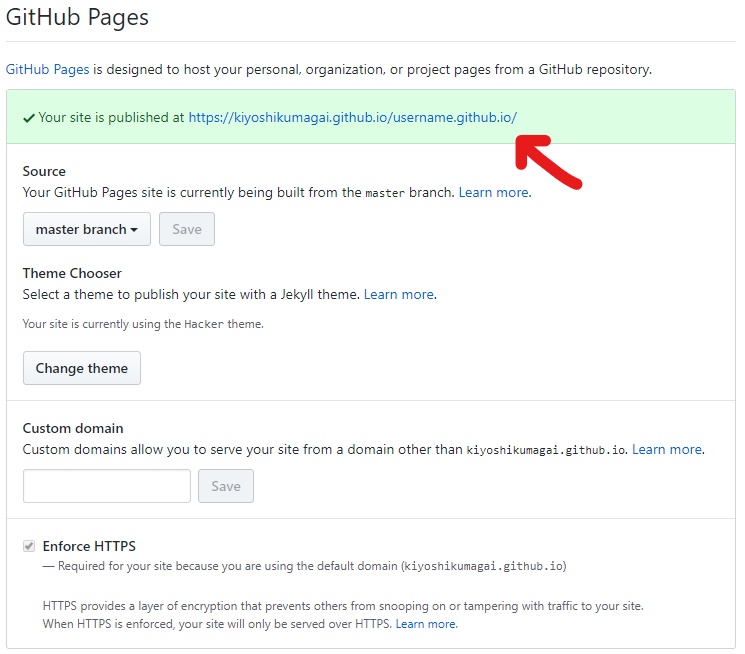 GitHub Pages
GitHub Pages is designed to host your personal, organization, or project pages from a GitHub repository.
Your site is published at https://kiyoshikumagai.github.io/username.github.io/
Source
Your GitHub Pages site is currently being built from the master branch. Learn more.
master branch Save
Theme Chooser
Select a theme to publish your site with a Jekyll theme. Learn more.
Your site is currently using the Hacker theme.
Change theme
Custom domain
Custom domains allow you to serve your site from a domain other than kiyoshikumagai.github.io. Learn more.
Save
Enforce HTTPS
— Required for your site because you are using the default domain (kiyoshikumagai.github.io)
HTTPS provides a layer of encryption that prevents others from snooping on or tampering with traffic to your site.
When HTTPS is enforced, your site will only be served over HTTPS. Learn more.